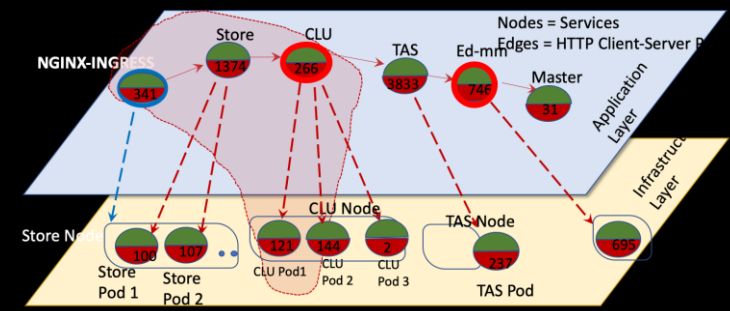 Nodes = Services
Edges = HTTP Client-Server P
Store
CLU
TAS
Ed-mm
Master
NGINX-INGRESS
341
1374
266
3833
746
31
Application
Layer
Infrastruc
Layer
Store Node
CLU Node
TAS Node
100
107
121
144
2
237
695
Store
Pod 1
Store
Pod 2
CLU Pod1
CLU
Pod 2
CLU
Pod 3
TAS Pod